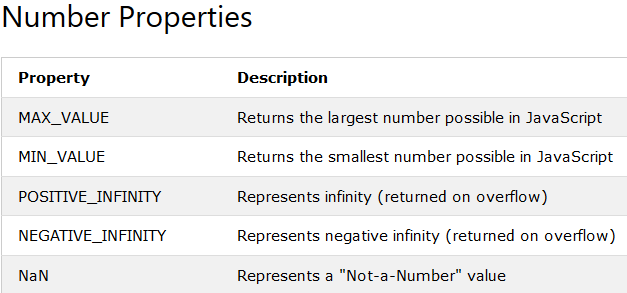 Number Properties
Property Description
MAX_VALUE Returns the largest number possible in JavaScript
MIN_VALUE Returns the smallest number possible in JavaScript
POSITIVE_INFINITY Represents infinity (returned on overflow)
NEGATIVE_INFINITY Represents negative infinity (returned on overflow)
NaN Represents a "Not-a-Number" value